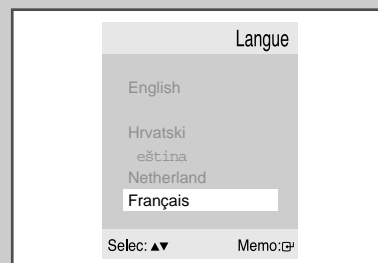 Langue
English
Hrvatski
eština
Netherland
Français
Selec: ▲▼ Memo: